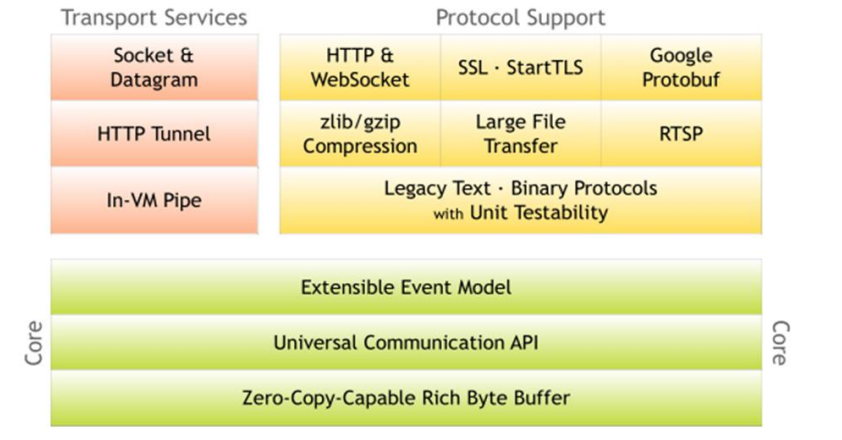 Transport Services
Protocol Support
Socket &
Datagram
HTTP &
WebSocket
SSL · StartTLS
Google
Protobuf
HTTP Tunnel
zlib/gzip
Compression
Large File
Transfer
RTSP
In-VM Pipe
Legacy Text · Binary Protocols
with Unit Testability
Core
Extensible Event Model
Universal Communication API
Zero-Copy-Capable Rich Byte Buffer
Core